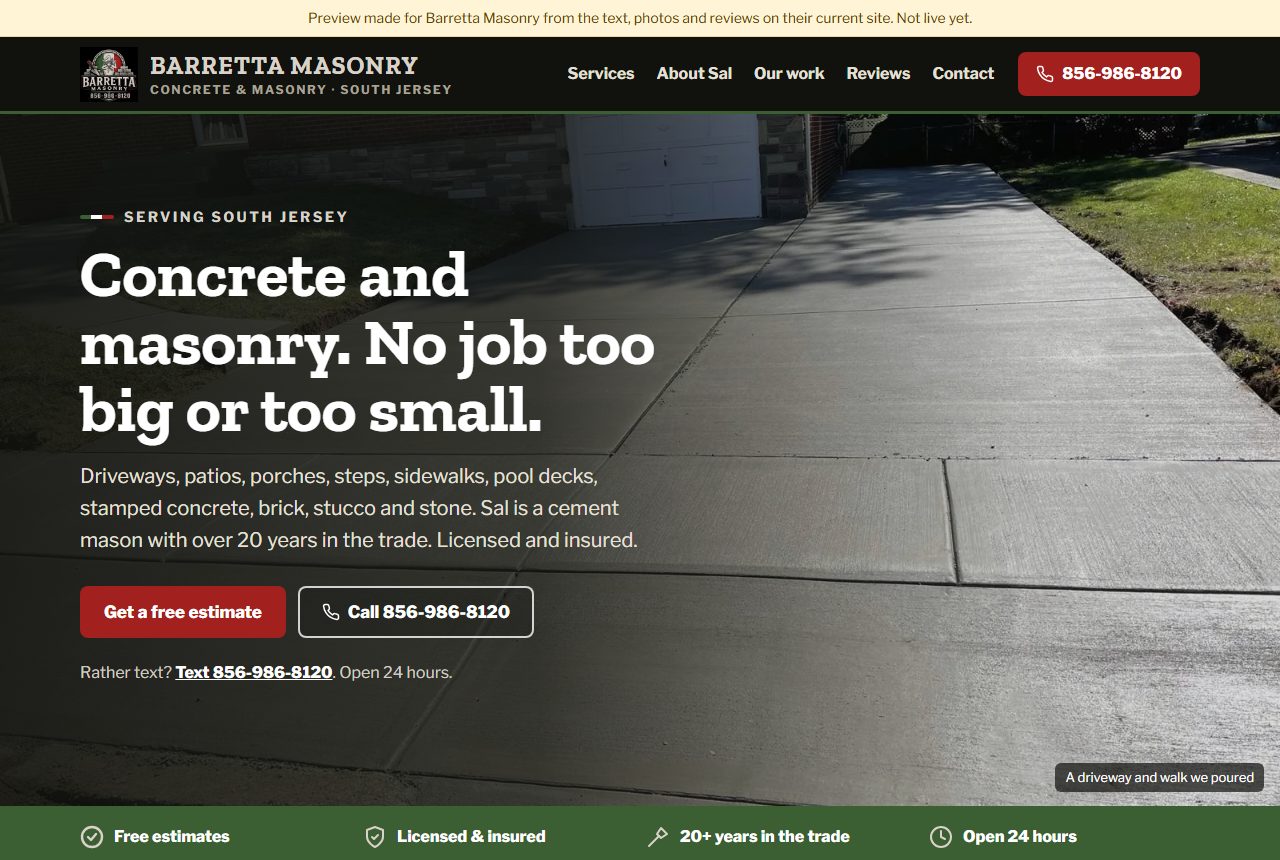 Preview made for Barretta Masonry from the text, photos and reviews on their current site. Not live yet.
BARRETTA
MASONRY
856-986-8120
BARRETTA MASONRY
CONCRETE & MASONRY · SOUTH JERSEY
Services
About Sal
Our work
Reviews
Contact
856-986-8120
SERVING SOUTH JERSEY
Concrete and
masonry. No job too
big or too small.
Driveways, patios, porches, steps, sidewalks, pool decks,
stamped concrete, brick, stucco and stone. Sal is a cement
mason with over 20 years in the trade. Licensed and insured.
Get a free estimate
Call 856-986-8120
Rather text? Text 856-986-8120. Open 24 hours.
A driveway and walk we poured
Free estimates
Licensed & insured
20+ years in the trade
Open 24 hours